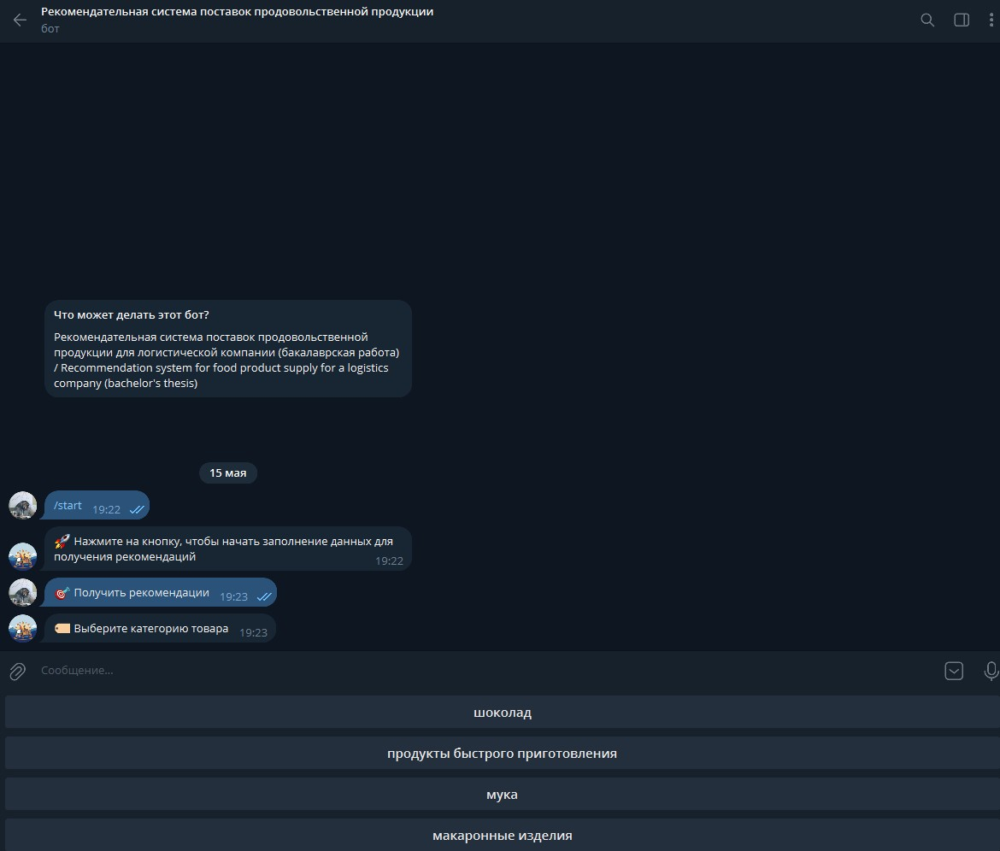 Рекомендательная система поставок продовольственной продукции
бот
Что может делать этот бот?
Рекомендательная система поставок продовольственной
продукции для логистической компании (бакалаврская работа)
/ Recommendation system for food product supply for a logistics
company (bachelor's thesis)
15 мая
/start 19:22
🚀 Нажмите на кнопку, чтобы начать заполнение данных для
получения рекомендаций 19:22
🎯 Получить рекомендации 19:23
🏷️ Выберите категорию товара 19:23
Сообщение...
шоколад
продукты быстрого приготовления
мука
макаронные изделия